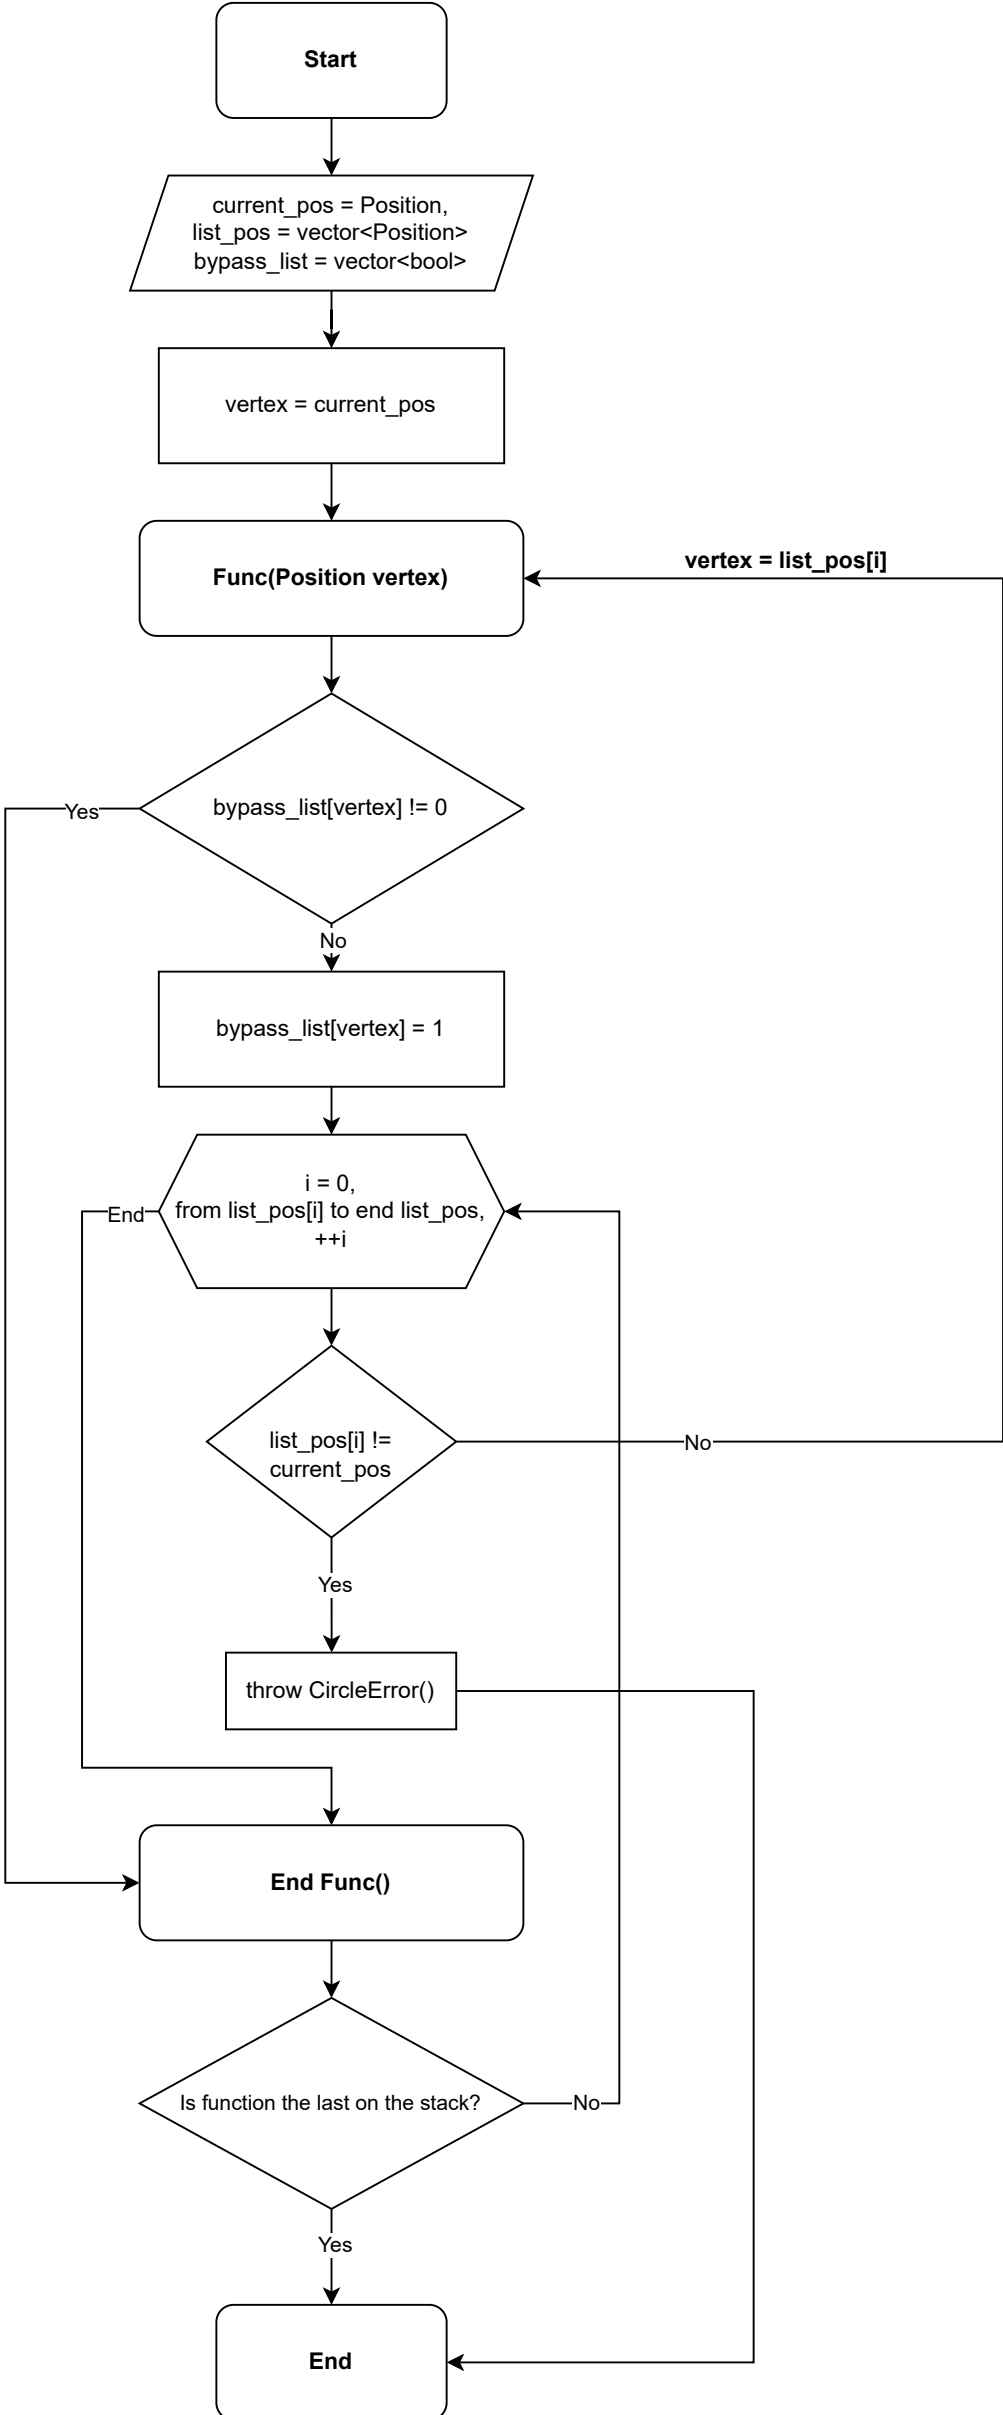 Start
current_pos = Position,
list_pos = vector<Position>
bypass_list = vector<bool>
vertex = current_pos
vertex = list_pos[i]
Func(Position vertex)
bypass_list[vertex] != 0
Yes
No
bypass_list[vertex] = 1
i = 0,
from list_pos[i] to end list_pos,
++i
End
list_pos[i] !=
current_pos
No
Yes
throw CircleError()
End Func()
Is function the last on the stack?
No
Yes
End